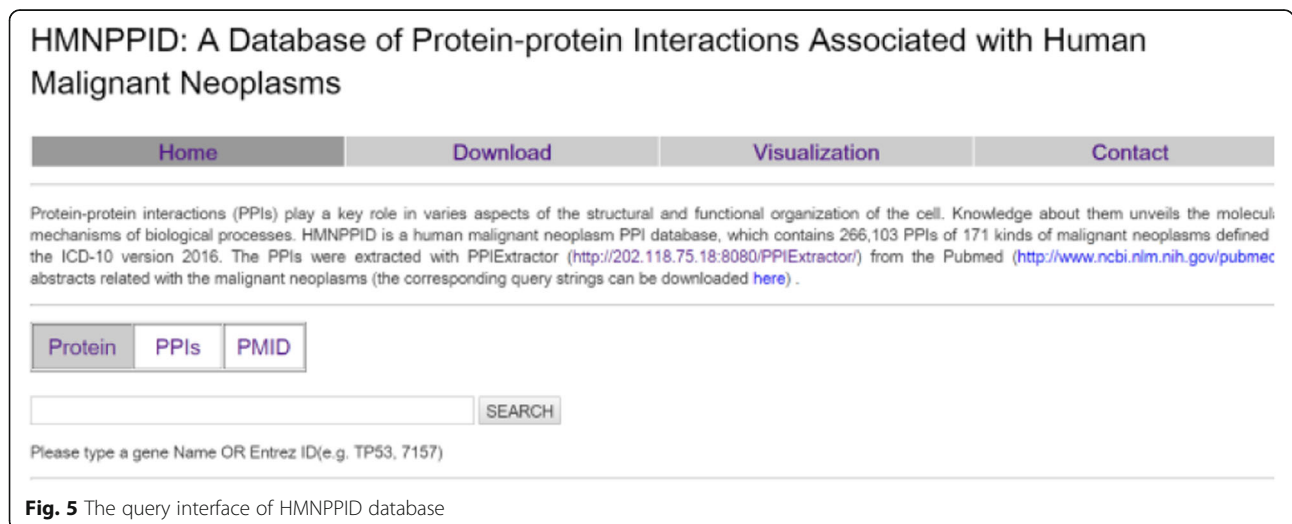 HMNPPID: A Database of Protein-protein Interactions Associated with Human
Malignant Neoplasms
Home Download Visualization Contact
Protein-protein interactions (PPIs) play a key role in varies aspects of the structural and functional organization of the cell. Knowledge about them unveils the molecul
mechanisms of biological processes. HMNPPID is a human malignant neoplasm PPI database, which contains 266,103 PPIs of 171 kinds of malignant neoplasms defined
the ICD-10 version 2016. The PPIs were extracted with PPIExtractor (http://202.118.75.18:8080/PPIExtractor/) from the Pubmed (http://www.ncbi.nlm.nih.gov/pubmed
abstracts related with the malignant neoplasms (the corresponding query strings can be downloaded here) .
Protein PPIs PMID
SEARCH
Please type a gene Name OR Entrez ID(e.g. TP53, 7157)
Fig. 5 The query interface of HMNPPID database